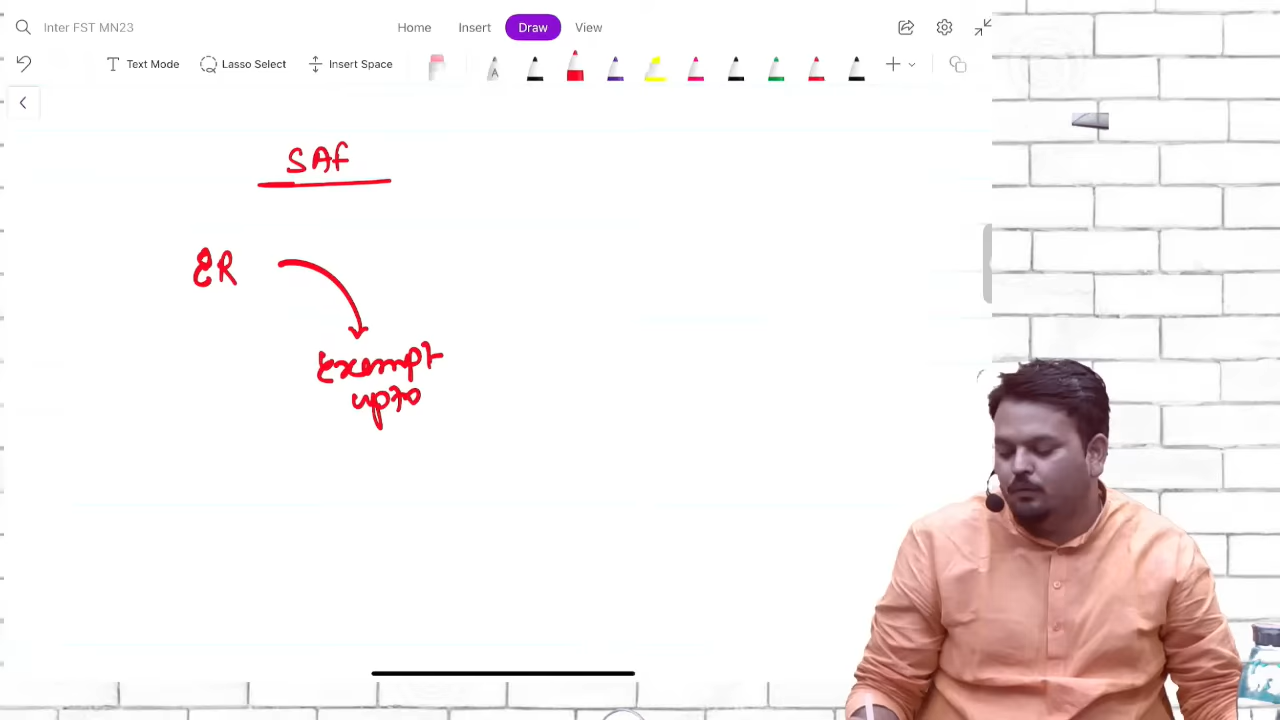 Inter FST MN23
Home Insert Draw View
Text Mode Lasso Select Insert Space
SAF
ER
Exempt
upto